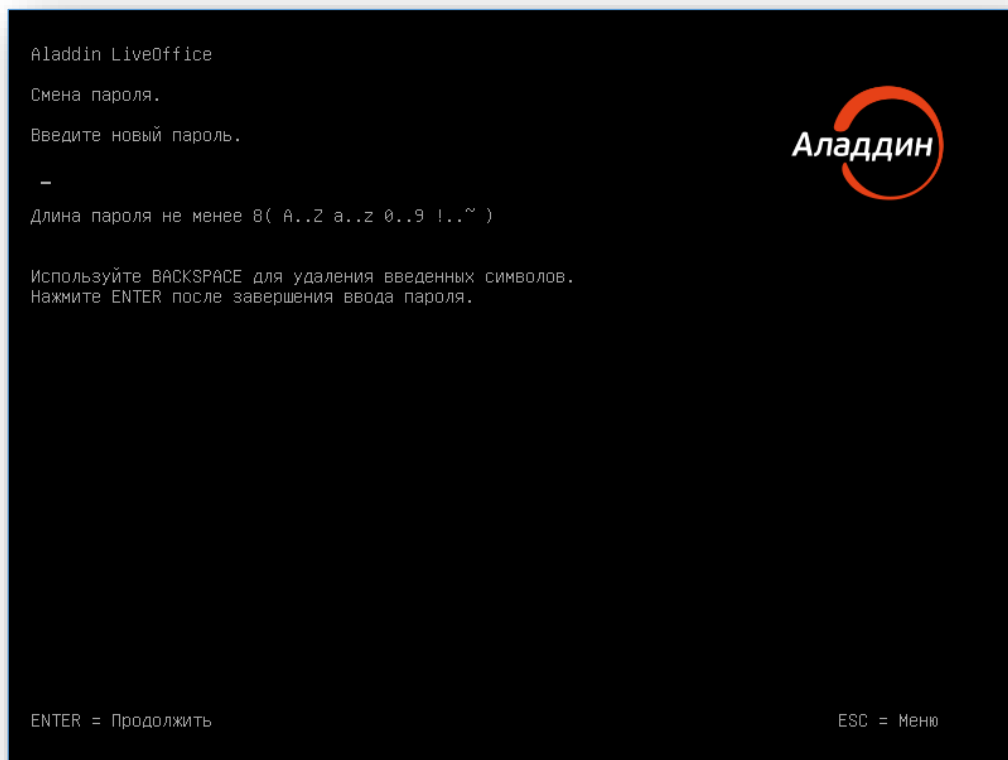 Aladdin LiveOffice
Смена пароля.
Аладдин
Введите новый пароль.
Длина пароля не менее 8( A..Z a..z 0..9 !..~ )
Используйте BACKSPACE для удаления введенных символов.
Нажмите ENTER после завершения ввода пароля.
ENTER = Продолжить
ESC = Меню